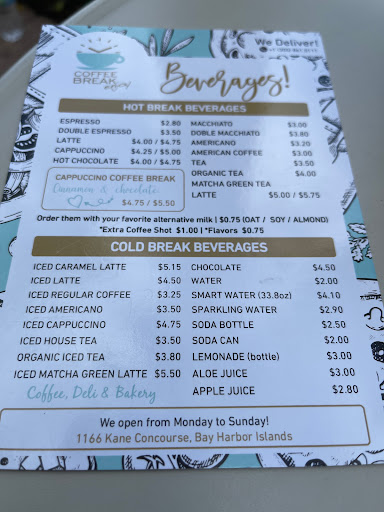 We Deliver!
COFFEE
BREAK
enjoy
Beverages!
HOT BREAK BEVERAGES
ESPRESSO $2.80
DOUBLE ESPRESSO $3.50
LATTE $4.00 / $4.75
CAPPUCCINO $4.25 / $5.00
HOT CHOCOLATE $4.00 / $4.75
CAPPUCCINO COFFEE BREAK
Cinnamon & chocolate
$4.75 / $5.50
MACCHIATO $3.00
DOBLE MACCHIATO $3.80
AMERICANO $3.20
AMERICAN COFFEE $3.00
TEA $3.50
ORGANIC TEA $4.00
MATCHA GREEN TEA
LATTE $5.00 / $5.75
Order them with your favorite alternative milk | $0.75 (OAT / SOY / ALMOND)
*Extra Coffee Shot $1.00 | *Flavors $0.75
COLD BREAK BEVERAGES
ICED CARAMEL LATTE $5.15
ICED LATTE $4.50
ICED REGULAR COFFEE $3.25
ICED AMERICANO $3.50
ICED CAPPUCCINO $4.75
ICED HOUSE TEA $3.50
ORGANIC ICED TEA $3.80
ICED MATCHA GREEN LATTE $5.50
Coffee, Deli & Bakery
CHOCOLATE $4.50
WATER $2.00
SMART WATER (33.8oz) $4.10
SPARKLING WATER $2.90
SODA BOTTLE $2.50
SODA CAN $2.00
LEMONADE (bottle) $3.00
ALOE JUICE $3.00
APPLE JUICE $2.80
We open from Monday to Sunday!
1166 Kane Concourse, Bay Harbor Islands